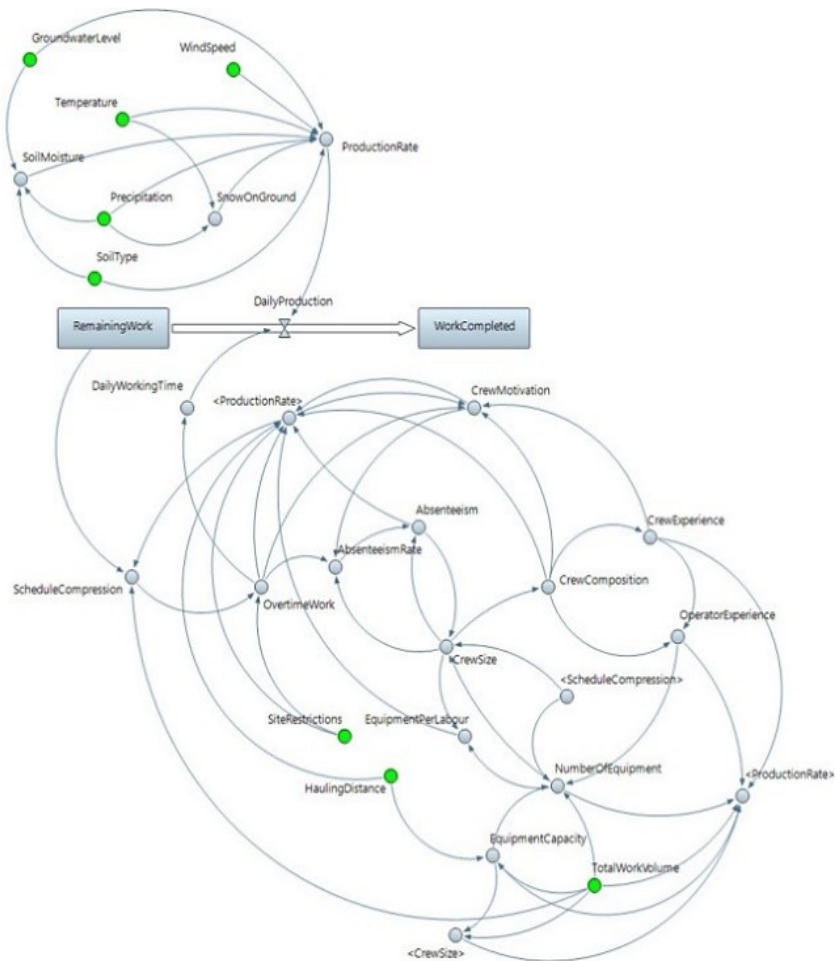 GroundwaterLevel
WindSpeed
Temperature
ProductionRate
SoilMoisture
Precipitation
SnowOnGround
SoilType
DailyProduction
RemainingWork
WorkCompleted
DailyWorkingTime
<ProductionRate>
CrewMotivation
Absenteeism
CrewExperience
AbsenteeismRate
ScheduleCompression
OvertimeWork
CrewComposition
OperatorExperience
CrewSize
<ScheduleCompression>
SiteRestrictions
EquipmentPerLabour
NumberOfEquipment
<ProductionRate>
HaulingDistance
EquipmentCapacity
TotalWorkVolume
<CrewSize>